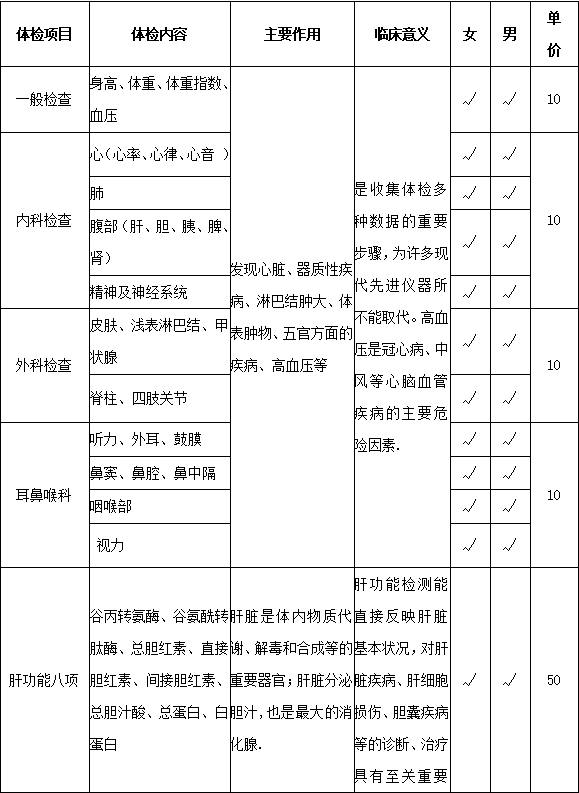 体检项目 体检内容 主要作用 临床意义 女 男 单
价
一般检查
身高、体重、体重指数、
血压
√ √ 10
内科检查
心(心率、心律、心音 )
√ √
肺
√ √
腹部(肝、胆、胰、脾、
肾)
√ √
精神及神经系统
√ √
10
外科检查
皮肤、浅表淋巴结、甲
状腺
√ √
脊柱、四肢关节
√ √
10
耳鼻喉科
听力、外耳、鼓膜
√ √
鼻窦、鼻腔、鼻中隔
√ √
咽喉部
√ √
视力
√ √
10
发现心脏、器质性疾
病、淋巴结肿大、体
表肿物、五官方面的
疾病、高血压等
是收集体检多
种数据的重要
步骤,为许多现
代先进仪器所
不能取代。高血
压是冠心病、中
风等心脑血管
疾病的主要危
险因素.
肝功能八项
谷丙转氨酶、谷氨酰转
肽酶、总胆红素、直接
胆红素、间接胆红素、
总胆汁酸、总蛋白、白
蛋白
肝脏是体内物质代
谢、解毒和合成等的
重要器官;肝脏分泌
胆汁,也是最大的消
化腺.
肝功能检测能
直接反映肝脏
基本状况,对肝
脏疾病、肝细胞
损伤、胆囊疾病
等的诊断、治疗
具有至关重要
√ √ 50